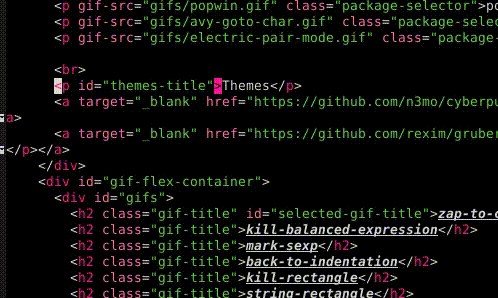 <p gif-src="gifs/popwin.gif" class="package-selector">po
<p gif-src="gifs/avy-goto-char.gif" class="package-selec
<p gif-src="gifs/electric-pair-mode.gif" class="package-
<br>
<p id="themes-title">Themes</p>
<a target="_blank" href="https://github.com/n3mo/cyberpu
a>
<a target="_blank" href="https://github.com/rexim/gruber
</p></a>
</div>
<div id="gif-flex-container">
<div id="gifs">
<h2 class="gif-title" id="selected-gif-title">zap-to-c
<h2 class="gif-title">kill-balanced-expression</h2>
<h2 class="gif-title">mark-sexp</h2>
<h2 class="gif-title">back-to-indentation</h2>
<h2 class="gif-title">kill-rectangle</h2>
<h2 class="gif-title">string-rectangle</h2>